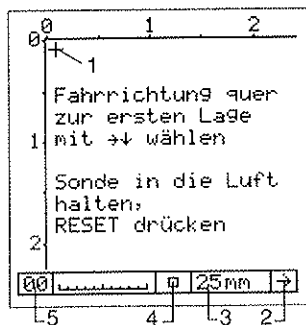 0 1 2
0
1
Fahrrichtung quer
zur ersten Lage
1
mit →↓ wählen
Sonde in die Luft
halten,
RESET drücken
2
00 25mm →
5 4 3 2